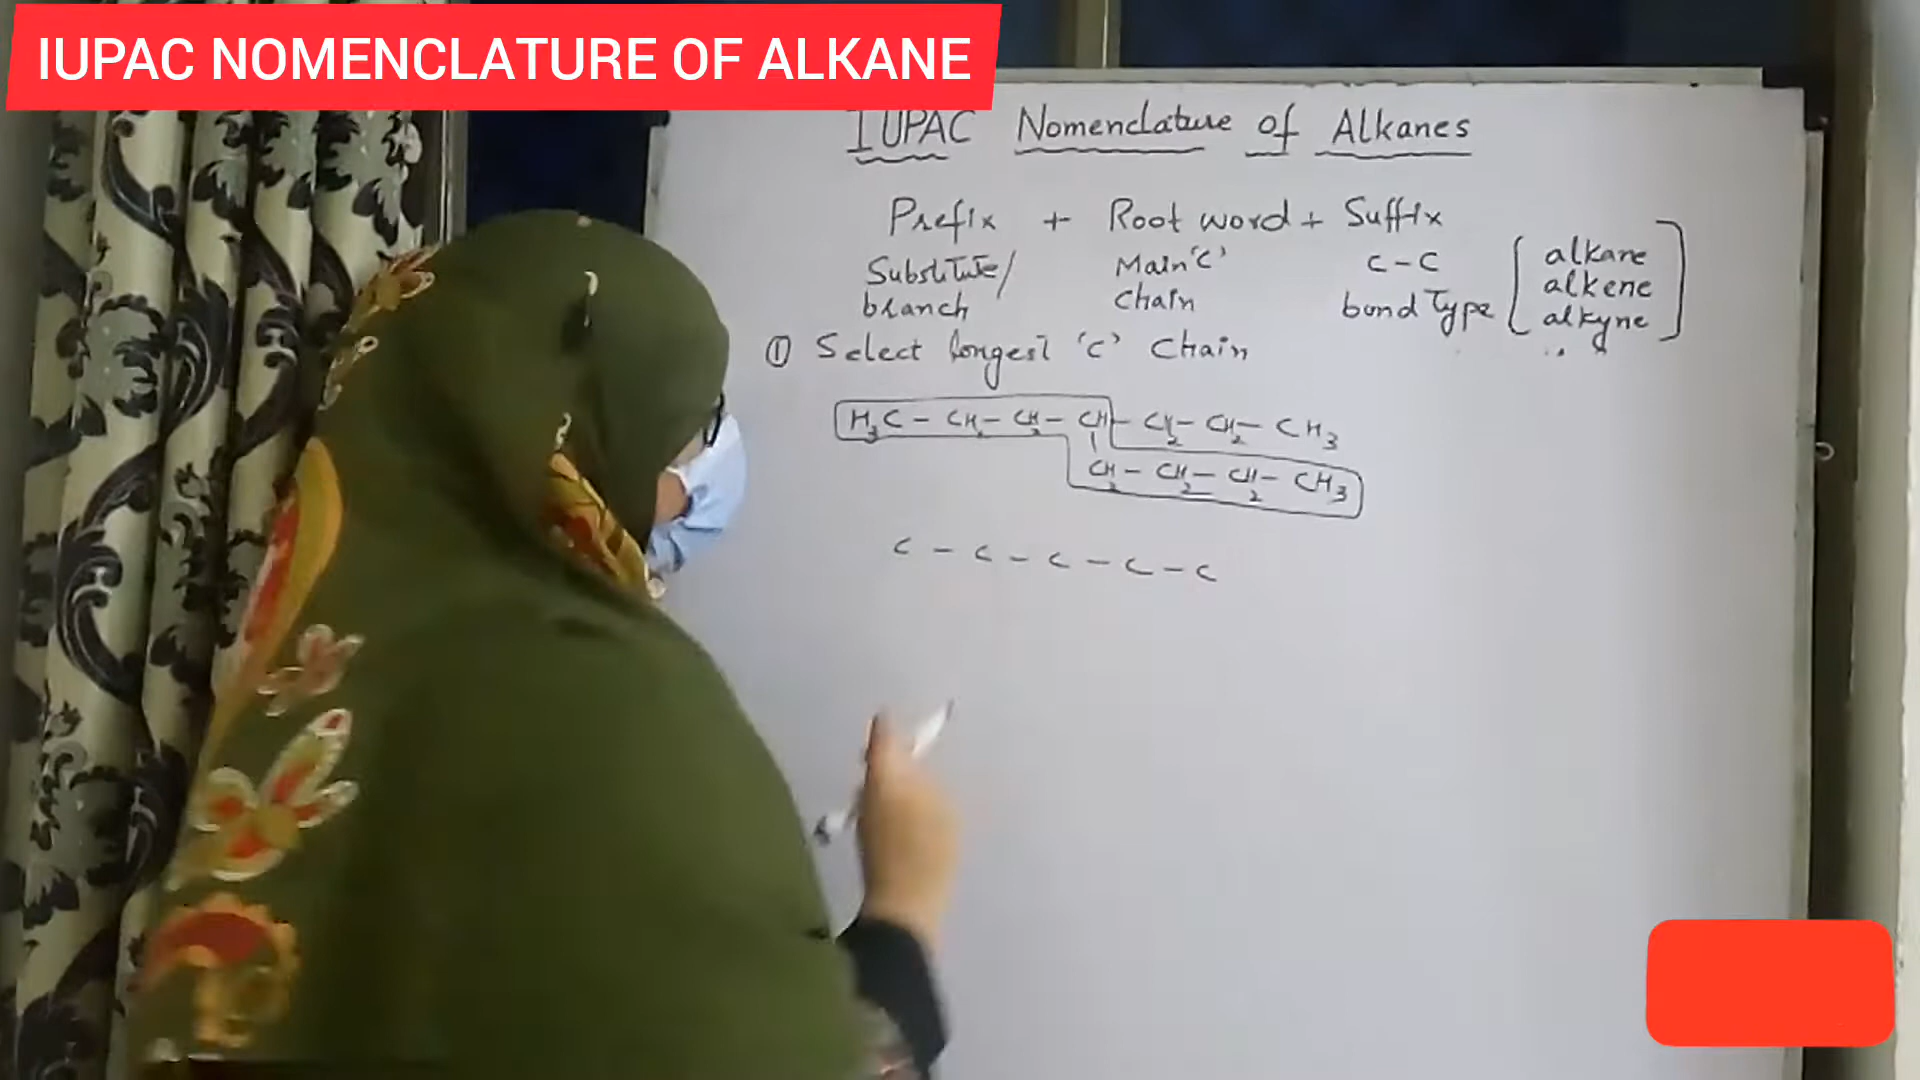 IUPAC NOMENCLATURE OF ALKANE
IUPAC Nomenclature of Alkanes
Prefix + Root word + Suffix
Substitute/ Main 'C' C-C [alkane
branch chain bond Type alkene
alkyne]
① Select longest 'C' Chain
H₃C - CH₂ - CH₂ - CH - CH₂ - CH₂ - CH₃
CH₂ - CH₂ - CH₂ - CH₃
C - C - C - C - C